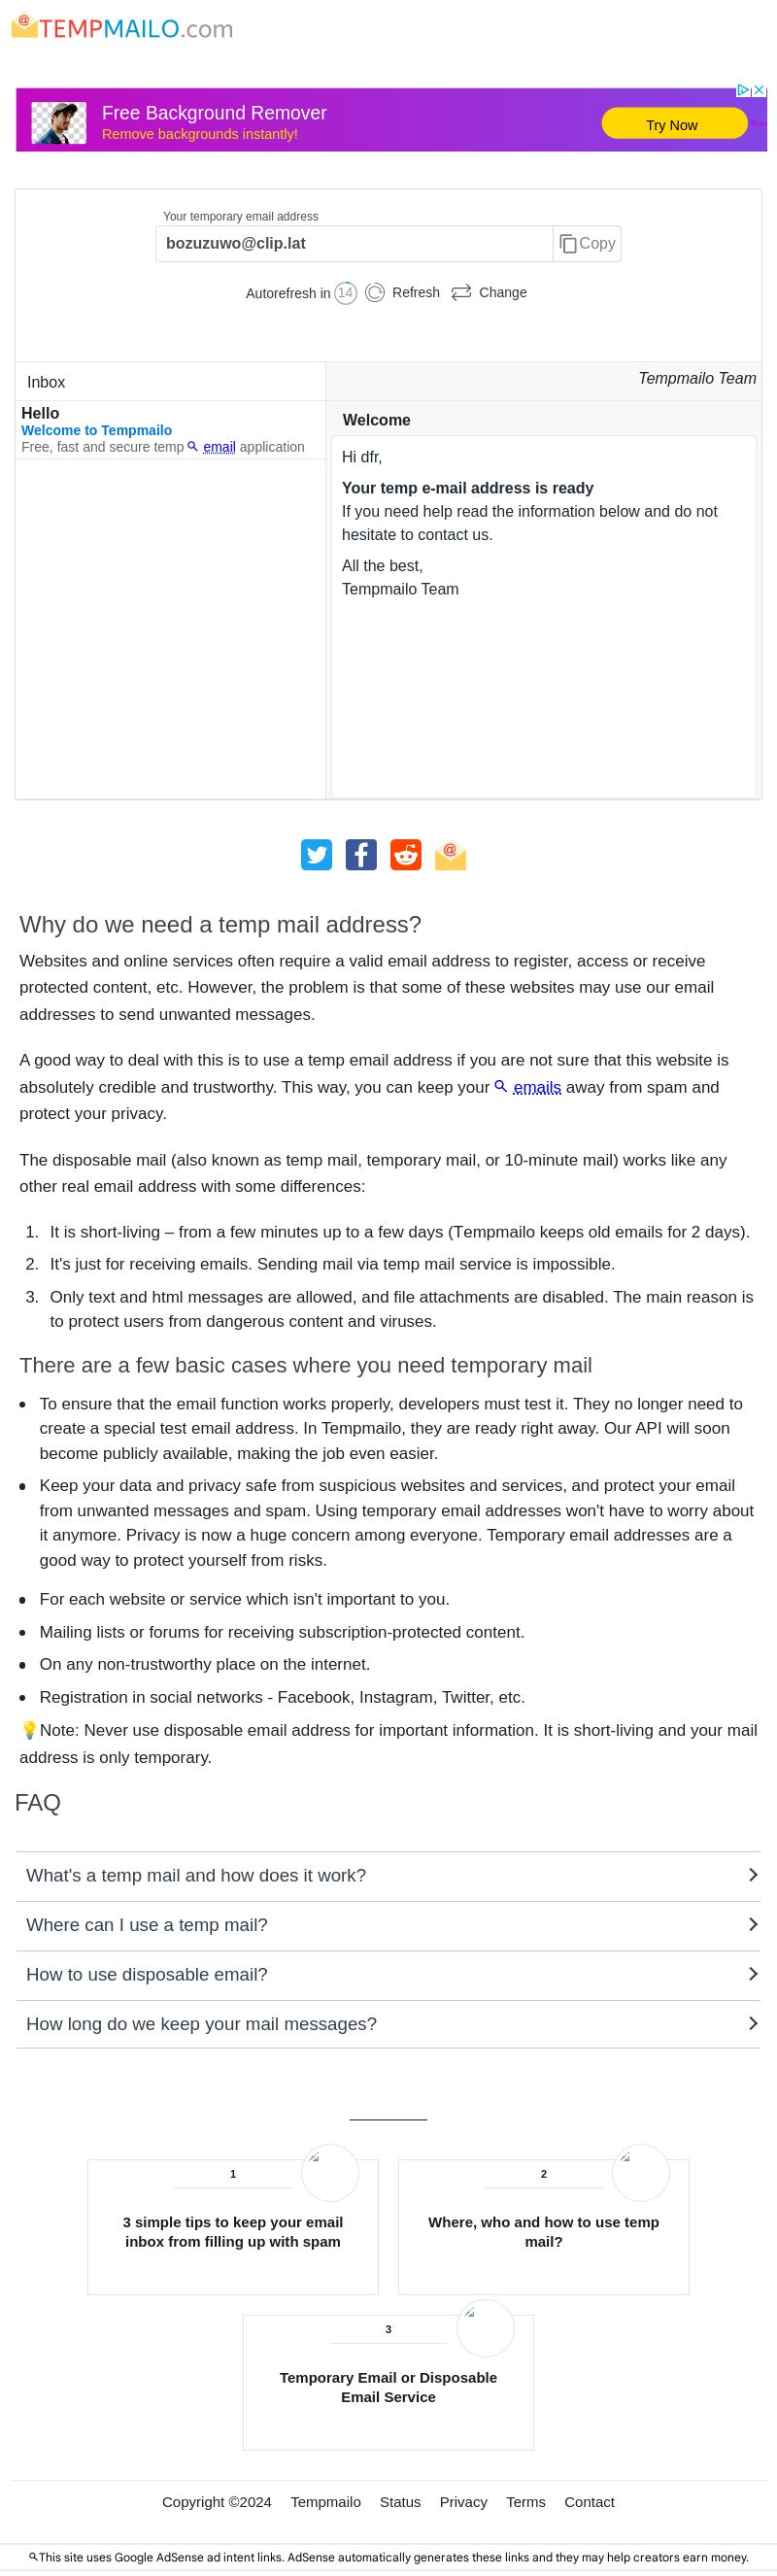 TEMPMAILO.com
Free Background Remover
Remove backgrounds instantly!
Try Now
Your temporary email address
bozuzuwo@clip.lat
Copy
Autorefresh in 14 Refresh Change
Inbox
Tempmailo Team
Hello
Welcome to Tempmailo
Free, fast and secure temp email application
Welcome
Hi dfr,
Your temp e-mail address is ready
If you need help read the information below and do not
hesitate to contact us.
All the best,
Tempmailo Team
Why do we need a temp mail address?
Websites and online services often require a valid email address to register, access or receive
protected content, etc. However, the problem is that some of these websites may use our email
addresses to send unwanted messages.
A good way to deal with this is to use a temp email address if you are not sure that this website is
absolutely credible and trustworthy. This way, you can keep your emails away from spam and
protect your privacy.
The disposable mail (also known as temp mail, temporary mail, or 10-minute mail) works like any
other real email address with some differences:
1. It is short-living – from a few minutes up to a few days (Tempmailo keeps old emails for 2 days).
2. It's just for receiving emails. Sending mail via temp mail service is impossible.
3. Only text and html messages are allowed, and file attachments are disabled. The main reason is
to protect users from dangerous content and viruses.
There are a few basic cases where you need temporary mail
• To ensure that the email function works properly, developers must test it. They no longer need to
create a special test email address. In Tempmailo, they are ready right away. Our API will soon
become publicly available, making the job even easier.
• Keep your data and privacy safe from suspicious websites and services, and protect your email
from unwanted messages and spam. Using temporary email addresses won't have to worry about
it anymore. Privacy is now a huge concern among everyone. Temporary email addresses are a
good way to protect yourself from risks.
• For each website or service which isn't important to you.
• Mailing lists or forums for receiving subscription-protected content.
• On any non-trustworthy place on the internet.
• Registration in social networks - Facebook, Instagram, Twitter, etc.
💡Note: Never use disposable email address for important information. It is short-living and your mail
address is only temporary.
FAQ
What's a temp mail and how does it work?
Where can I use a temp mail?
How to use disposable email?
How long do we keep your mail messages?
1
3 simple tips to keep your email
inbox from filling up with spam
2
Where, who and how to use temp
mail?
3
Temporary Email or Disposable
Email Service
Copyright ©2024 Tempmailo Status Privacy Terms Contact
This site uses Google AdSense ad intent links. AdSense automatically generates these links and they may help creators earn money.